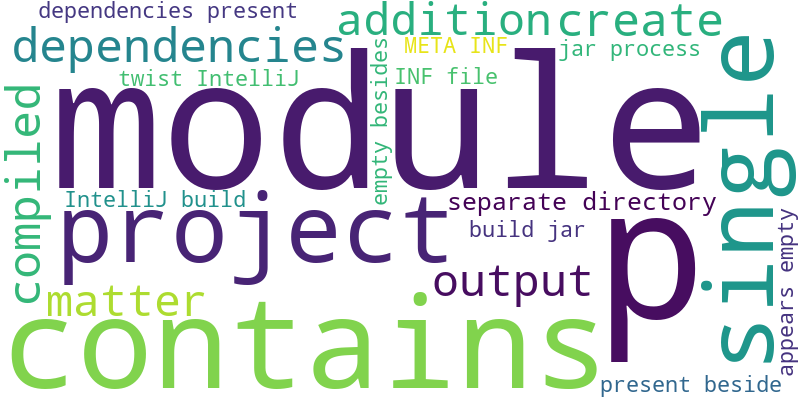 dependencies present
addition
create
dependencies
META INF
jar process
twist IntelliJ
INF file
module
single
compiled
empty besides
IntelliJ build
separate directory
project
p
build jar
appears empty
output
matter
contains
present beside